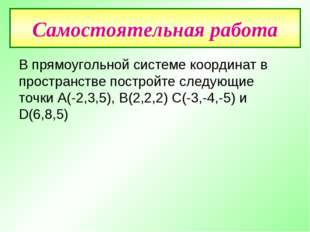 Самостоятельная работа
В прямоугольной системе координат в
пространстве постройте следующие
точки А(-2,3,5), В(2,2,2) С(-3,-4,-5) и
D(6,8,5)